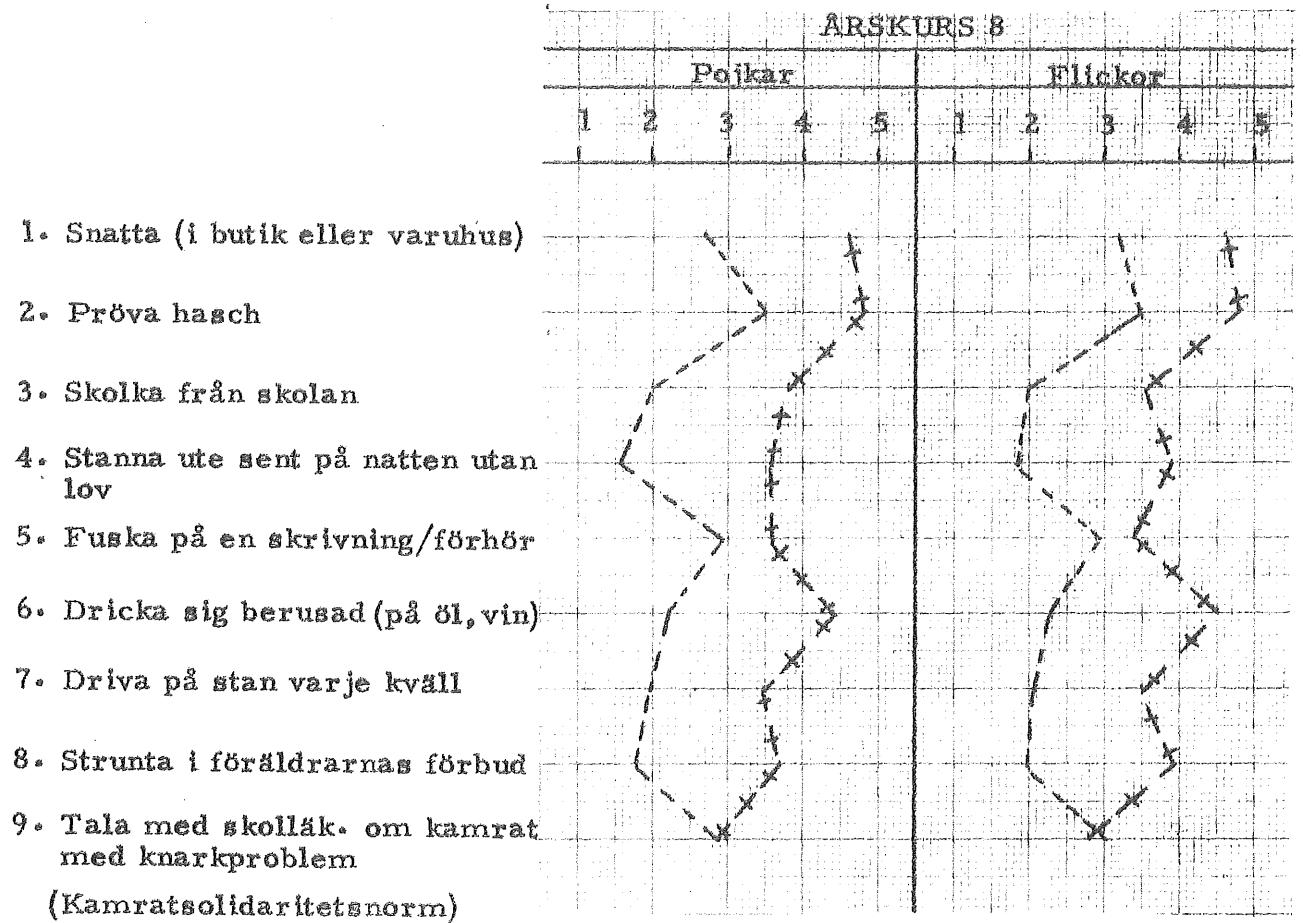 ÅRSKURS 8
Pojkar Flickor
1 2 3 4 5 1 2 3 4 5
1. Snatta (i butik eller varuhus)
2. Pröva hasch
3. Skolka från skolan
4. Stanna ute sent på natten utan
lov
5. Fuska på en skrivning/förhör
6. Dricka sig berusad (på öl, vin)
7. Driva på stan varje kväll
8. Strunta i föräldrarnas förbud
9. Tala med skolläk. om kamrat
med knarkproblem
(Kamratsolidaritetsnorm)